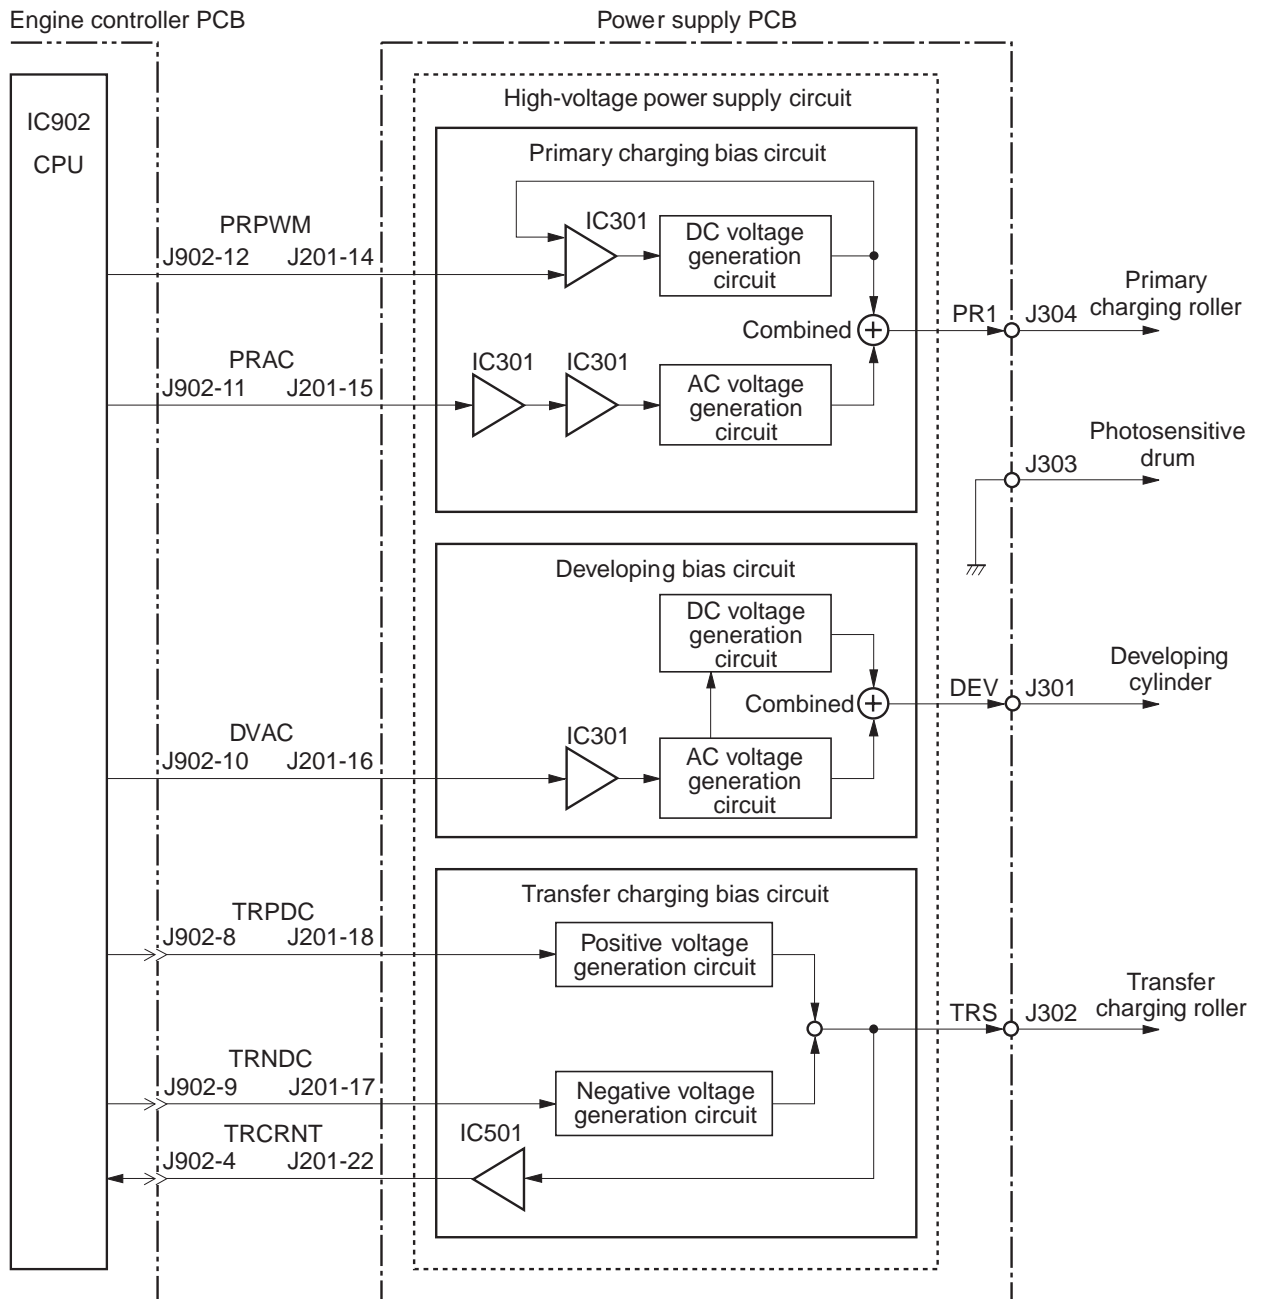 Engine controller PCB
Power supply PCB
High-voltage power supply circuit
IC902
CPU
Primary charging bias circuit
PRPWM
J902-12 J201-14
IC301
DC voltage
generation
circuit
Combined
PR1
J304
Primary
charging roller
PRAC
J902-11 J201-15
IC301
IC301
AC voltage
generation
circuit
Photosensitive
drum
J303
Developing bias circuit
DC voltage
generation
circuit
Combined
DEV
J301
Developing
cylinder
DVAC
J902-10 J201-16
IC301
AC voltage
generation
circuit
Transfer charging bias circuit
TRPDC
J902-8 J201-18
Positive voltage
generation circuit
TRS
J302
Transfer
charging roller
TRNDC
J902-9 J201-17
Negative voltage
generation circuit
TRCRNT
J902-4 J201-22
IC501